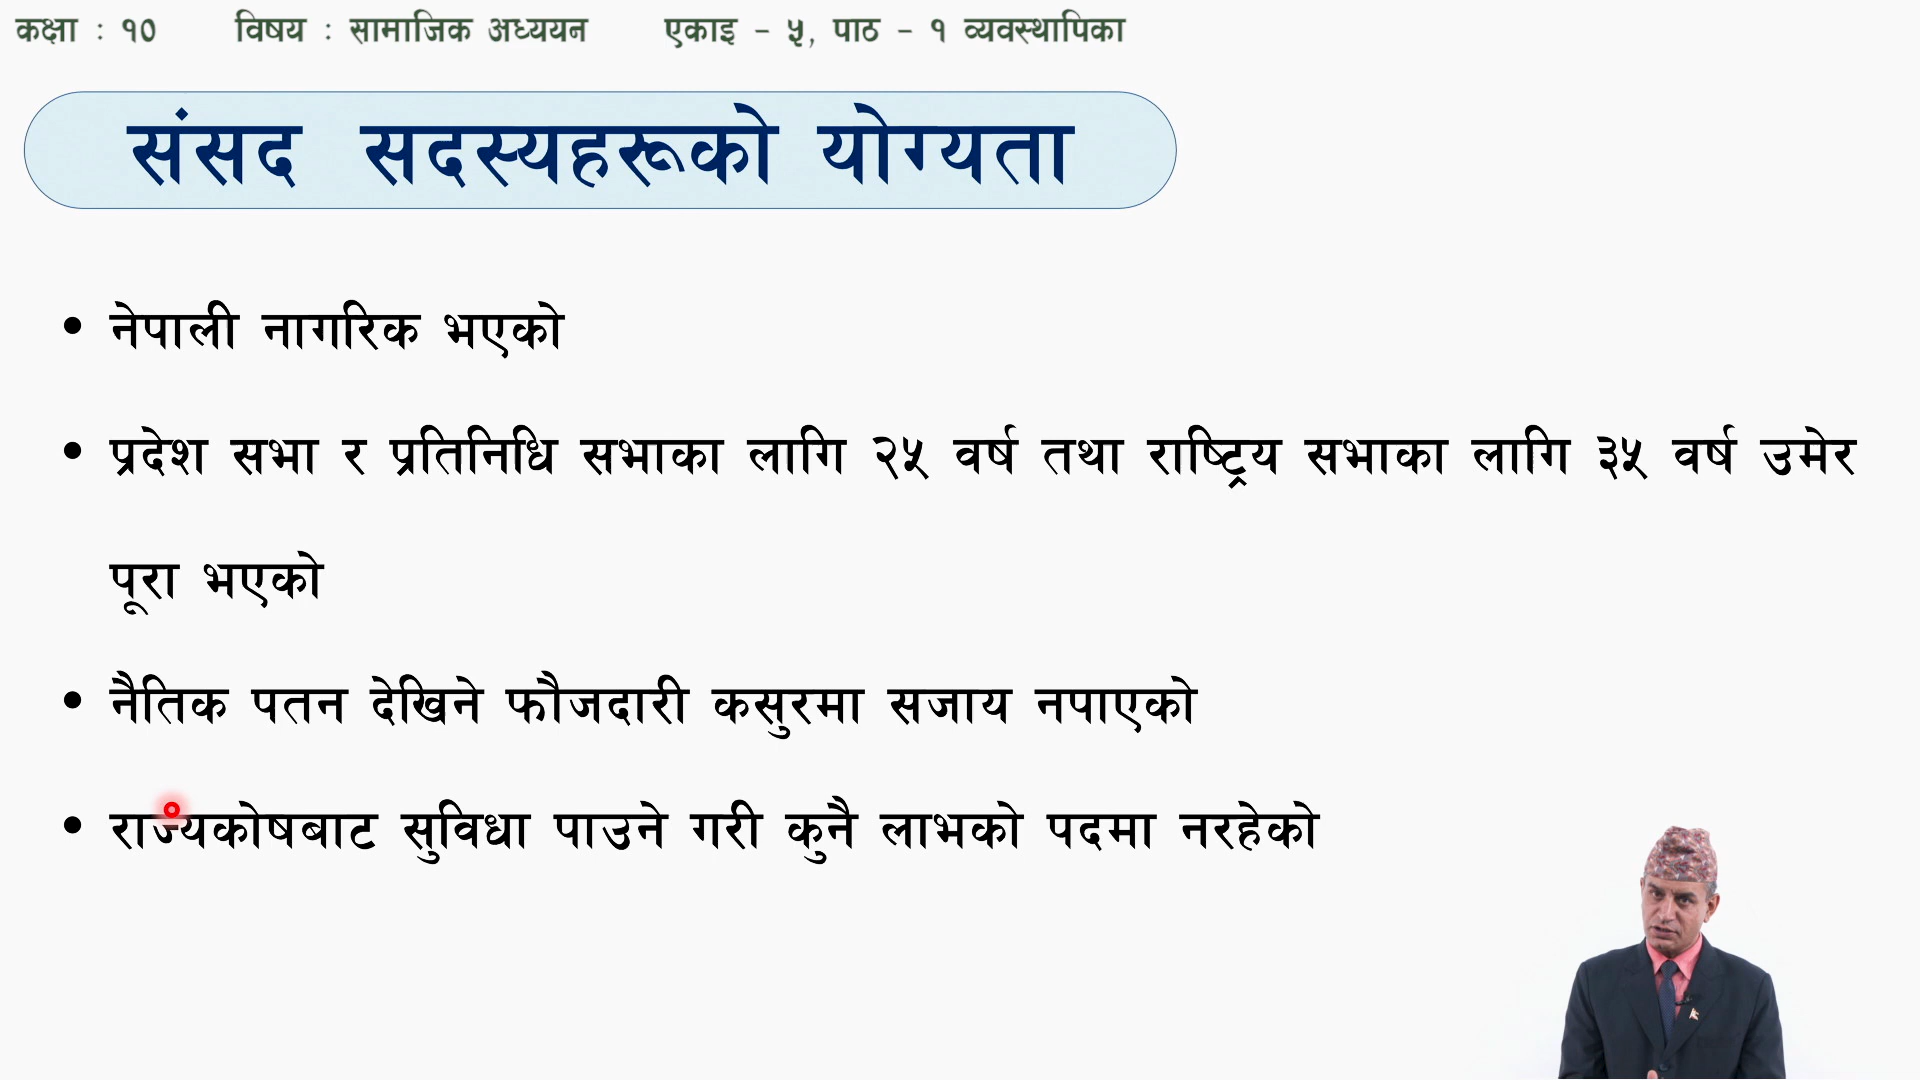 कक्षा : १० विषय : सामाजिक अध्ययन एकाइ - ५, पाठ - १ व्यवस्थापिका
संसद सदस्यहरूको योग्यता
• नेपाली नागरिक भएको
• प्रदेश सभा र प्रतिनिधि सभाका लागि २५ वर्ष तथा राष्ट्रिय सभाका लागि ३५ वर्ष उमेर
पूरा भएको
• नैतिक पतन देखिने फौजदारी कसुरमा सजाय नपाएको
• राज्यकोषबाट सुविधा पाउने गरी कुनै लाभको पदमा नरहेको